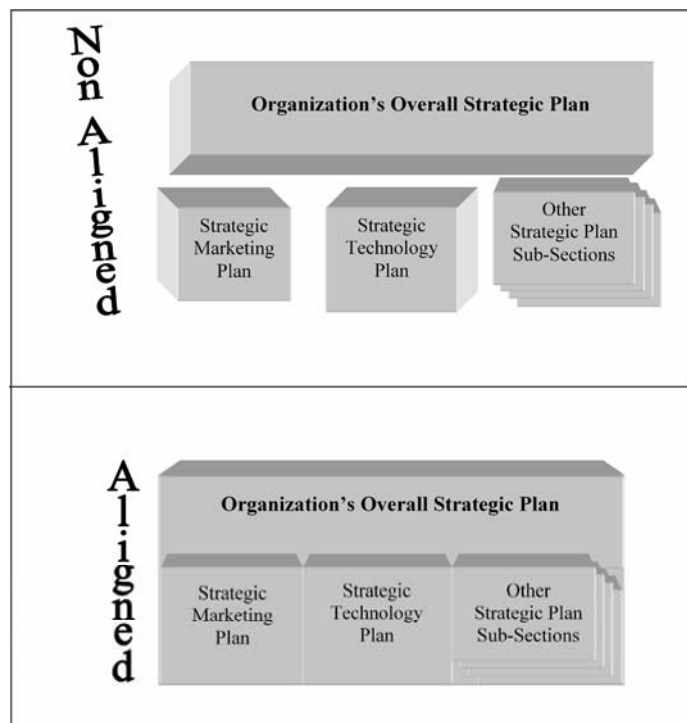 Non Aligned
Organization's Overall Strategic Plan
Strategic
Marketing
Plan
Strategic
Technology
Plan
Other
Strategic Plan
Sub-Sections
Aligned
Organization's Overall Strategic Plan
Strategic
Marketing
Plan
Strategic
Technology
Plan
Other
Strategic Plan
Sub-Sections